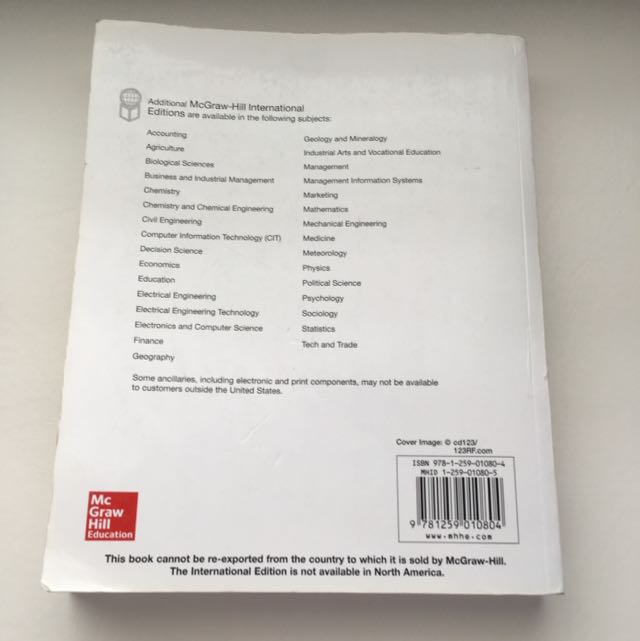 Additional McGraw-Hill International
Editions are available in the following subjects:
Accounting
Agriculture
Biological Sciences
Business and Industrial Management
Chemistry
Chemistry and Chemical Engineering
Civil Engineering
Computer Information Technology (CIT)
Decision Science
Economics
Education
Electrical Engineering
Electrical Engineering Technology
Electronics and Computer Science
Finance
Geography
Geology and Mineralogy
Industrial Arts and Vocational Education
Management
Management Information Systems
Marketing
Mathematics
Mechanical Engineering
Medicine
Meteorology
Physics
Political Science
Psychology
Sociology
Statistics
Tech and Trade
Some ancillaries, including electronic and print components, may not be available
to customers outside the United States.
Cover Image: © cd123/
123RF.com
ISBN 978-1-259-01080-4
MHID 1-259-01080-5
9 781259 010804
www.mhhe.com
Mc
Graw
Hill
Education
This book cannot be re-exported from the country to which it is sold by McGraw-Hill.
The International Edition is not available in North America.